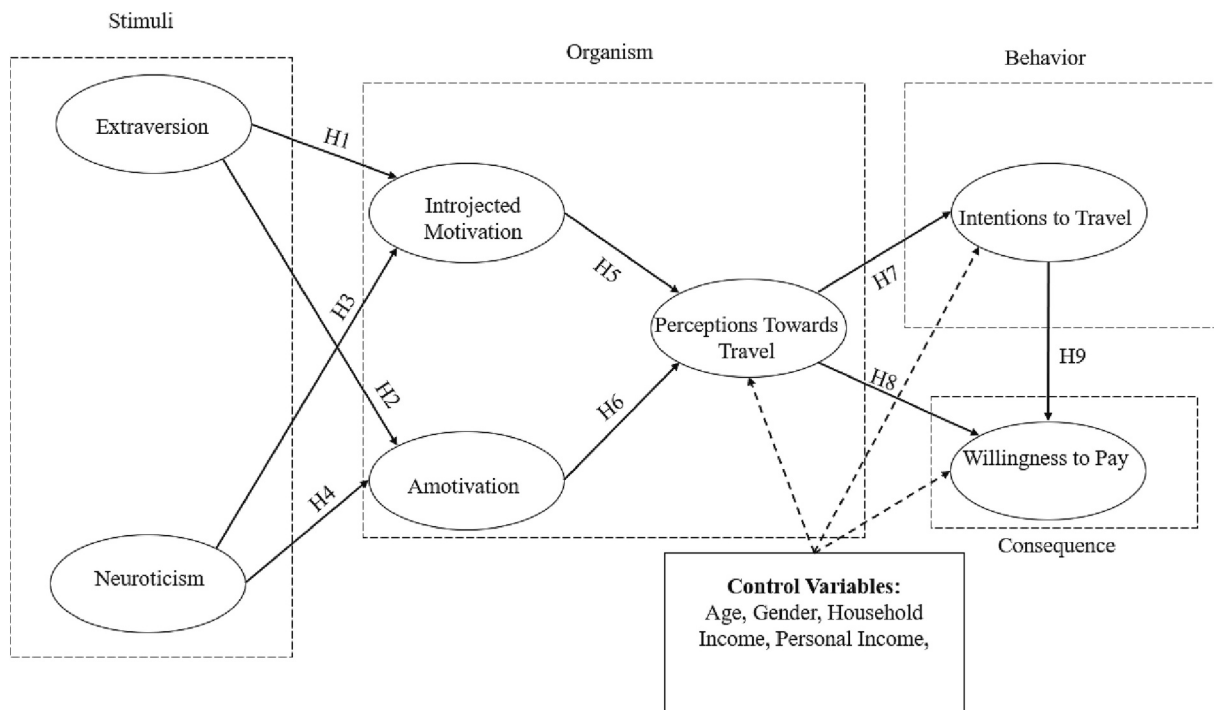 Stimuli
Organism
Behavior
Extraversion
H1
Introjected
Motivation
Intentions to Travel
H5
H7
H3
Perceptions Towards
Travel
H2
H9
H8
H6
Willingness to Pay
Amotivation
H4
Consequence
Neuroticism
Control Variables:
Age, Gender, Household
Income, Personal Income,